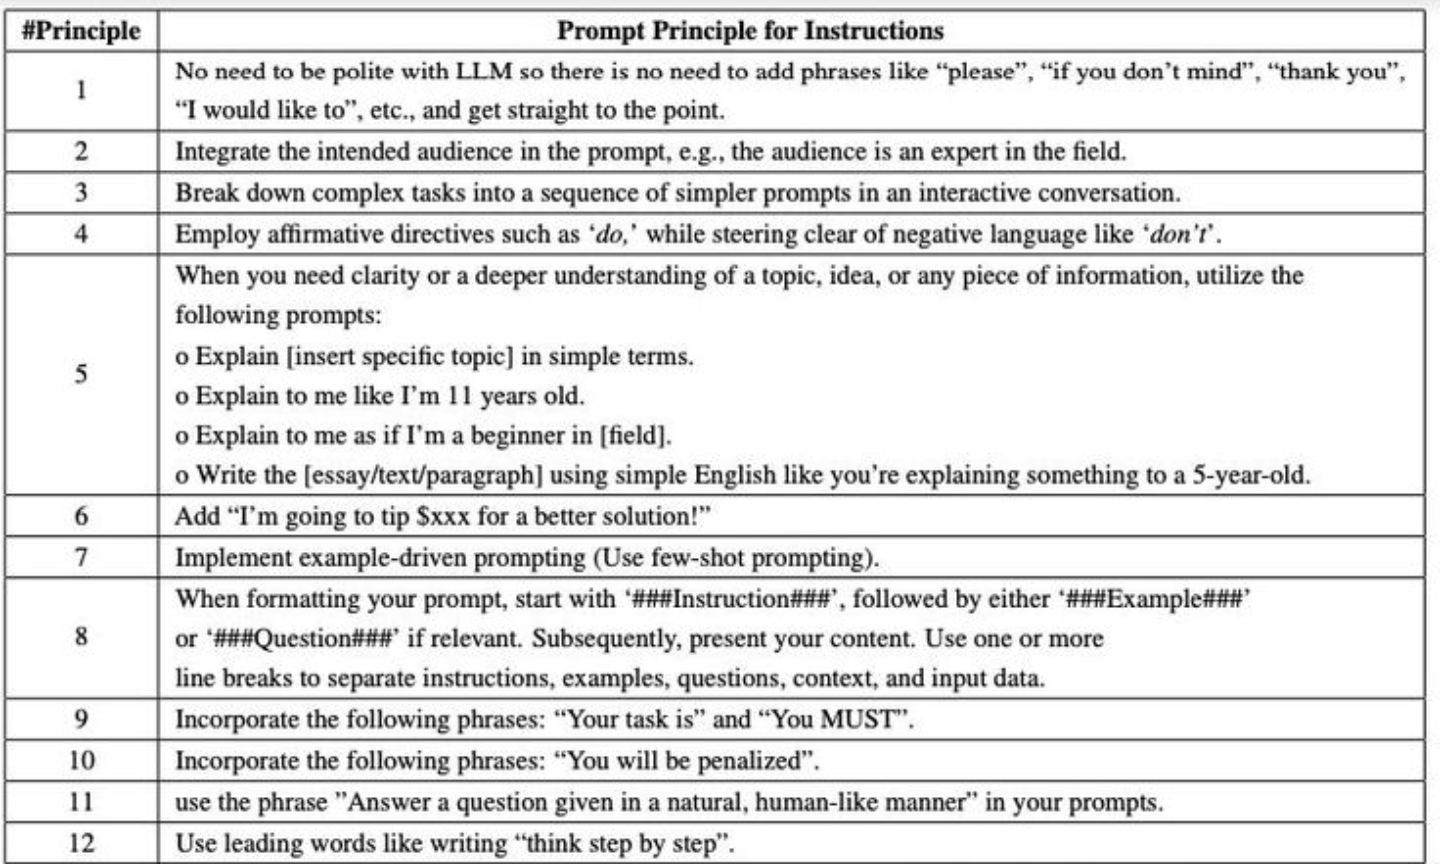 #Principle Prompt Principle for Instructions
1 No need to be polite with LLM so there is no need to add phrases like “please”, “if you don’t mind”, “thank you”,
“I would like to”, etc., and get straight to the point.
2 Integrate the intended audience in the prompt, e.g., the audience is an expert in the field.
3 Break down complex tasks into a sequence of simpler prompts in an interactive conversation.
4 Employ affirmative directives such as ‘do,’ while steering clear of negative language like ‘don’t’.
5 When you need clarity or a deeper understanding of a topic, idea, or any piece of information, utilize the
following prompts:
o Explain [insert specific topic] in simple terms.
o Explain to me like I’m 11 years old.
o Explain to me as if I’m a beginner in [field].
o Write the [essay/text/paragraph] using simple English like you’re explaining something to a 5-year-old.
6 Add “I’m going to tip $xxx for a better solution!”
7 Implement example-driven prompting (Use few-shot prompting).
8 When formatting your prompt, start with ‘###Instruction###’, followed by either ‘###Example###’
or ‘###Question###’ if relevant. Subsequently, present your content. Use one or more
line breaks to separate instructions, examples, questions, context, and input data.
9 Incorporate the following phrases: “Your task is” and “You MUST”.
10 Incorporate the following phrases: “You will be penalized”.
11 use the phrase ”Answer a question given in a natural, human-like manner” in your prompts.
12 Use leading words like writing “think step by step”.